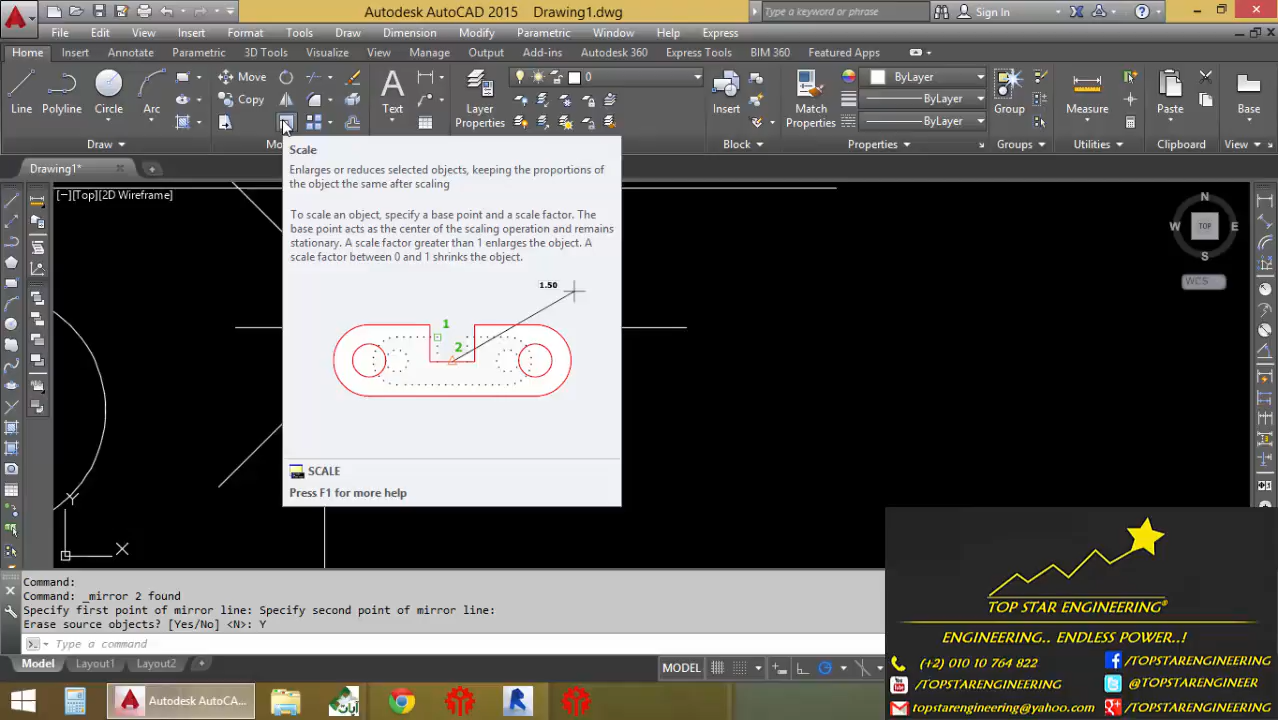 Autodesk AutoCAD 2015 Drawing1.dwg
Type a keyword or phrase
Sign In
File Edit View Insert Format Tools Draw Dimension Modify Parametric Window Help Express
Home Insert Annotate Parametric 3D Tools Visualize View Manage Output Add-ins Autodesk 360 Express Tools BIM 360 Featured Apps
Line Polyline Circle Arc
Move
Copy
Text
Layer
Properties
0
Insert
Match
Properties
ByLayer
ByLayer
ByLayer
Group
Measure
Paste
Base
Draw
Mo
Block
Properties
Groups
Utilities
Clipboard
Drawing1*
[−][Top][2D Wireframe]
Scale
Enlarges or reduces selected objects, keeping the proportions of
the object the same after scaling
To scale an object, specify a base point and a scale factor. The
base point acts as the center of the scaling operation and remains
stationary. A scale factor greater than 1 enlarges the object. A
scale factor between 0 and 1 shrinks the object.
1.50
1
2
SCALE
Press F1 for more help
N
W TOP E
S
WCS
Y
X
Command:
Command: _mirror 2 found
Specify first point of mirror line: Specify second point of mirror line:
Erase source objects? [Yes/No] <N>: Y
Type a command
Model Layout1 Layout2 +
MODEL
Autodesk AutoCA...
TOP STAR ENGINEERING®
ENGINEERING.. ENDLESS POWER..!
(+2) 010 10 764 822
/TOPSTARENGINEERING
/TOPSTARENGINEERING
@TOPSTARENGINEER
topstarengineering@yahoo.com
/TOPSTARENGINEERING